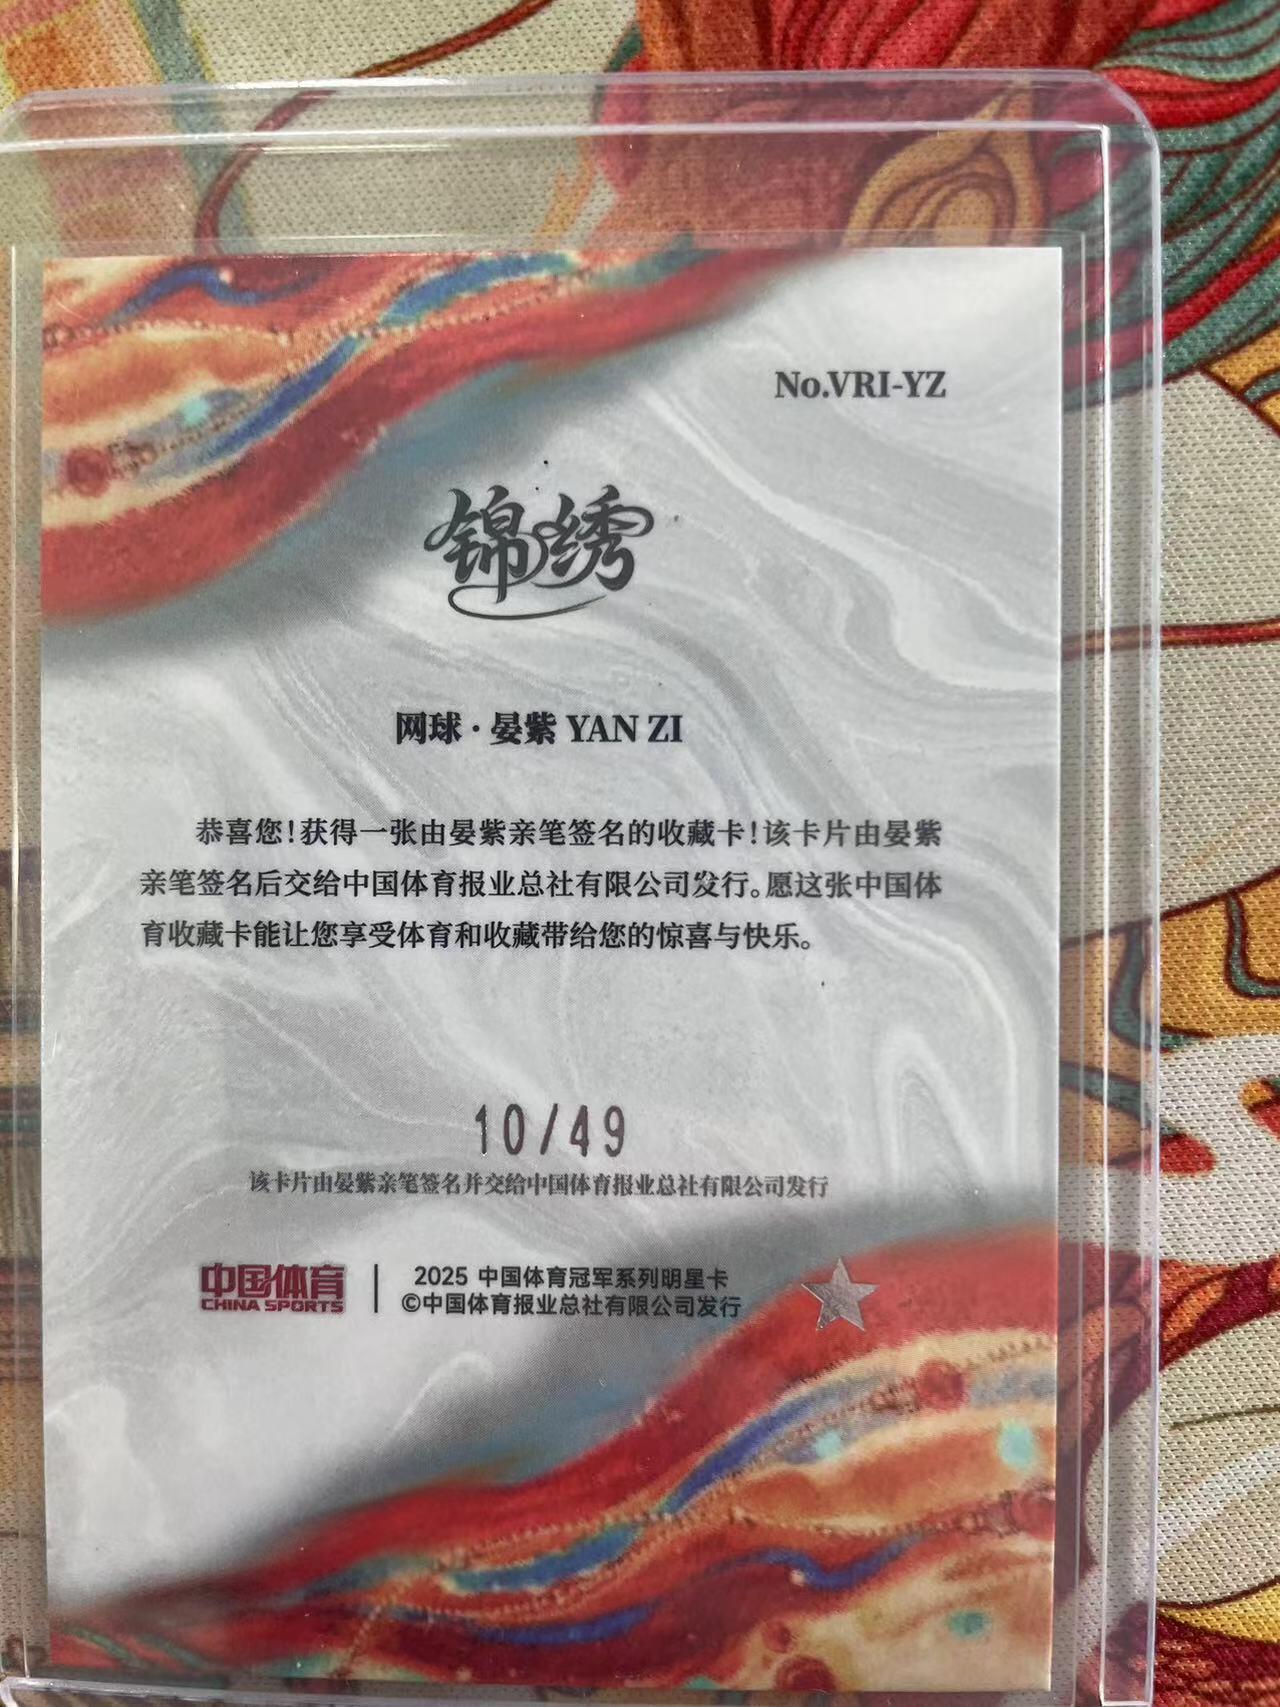 No.VRI-YZ
锦绣
网球·晏紫 YAN ZI
恭喜您！获得一张由晏紫亲笔签名的收藏卡！该卡片由晏紫
亲笔签名后交给中国体育报业总社有限公司发行。愿这张中国体
育收藏卡能让您享受体育和收藏带给您的惊喜与快乐。
10/49
该卡片由晏紫亲笔签名并交给中国体育报业总社有限公司发行
中国体育
CHINA SPORTS
2025 中国体育冠军系列明星卡
©中国体育报业总社有限公司发行